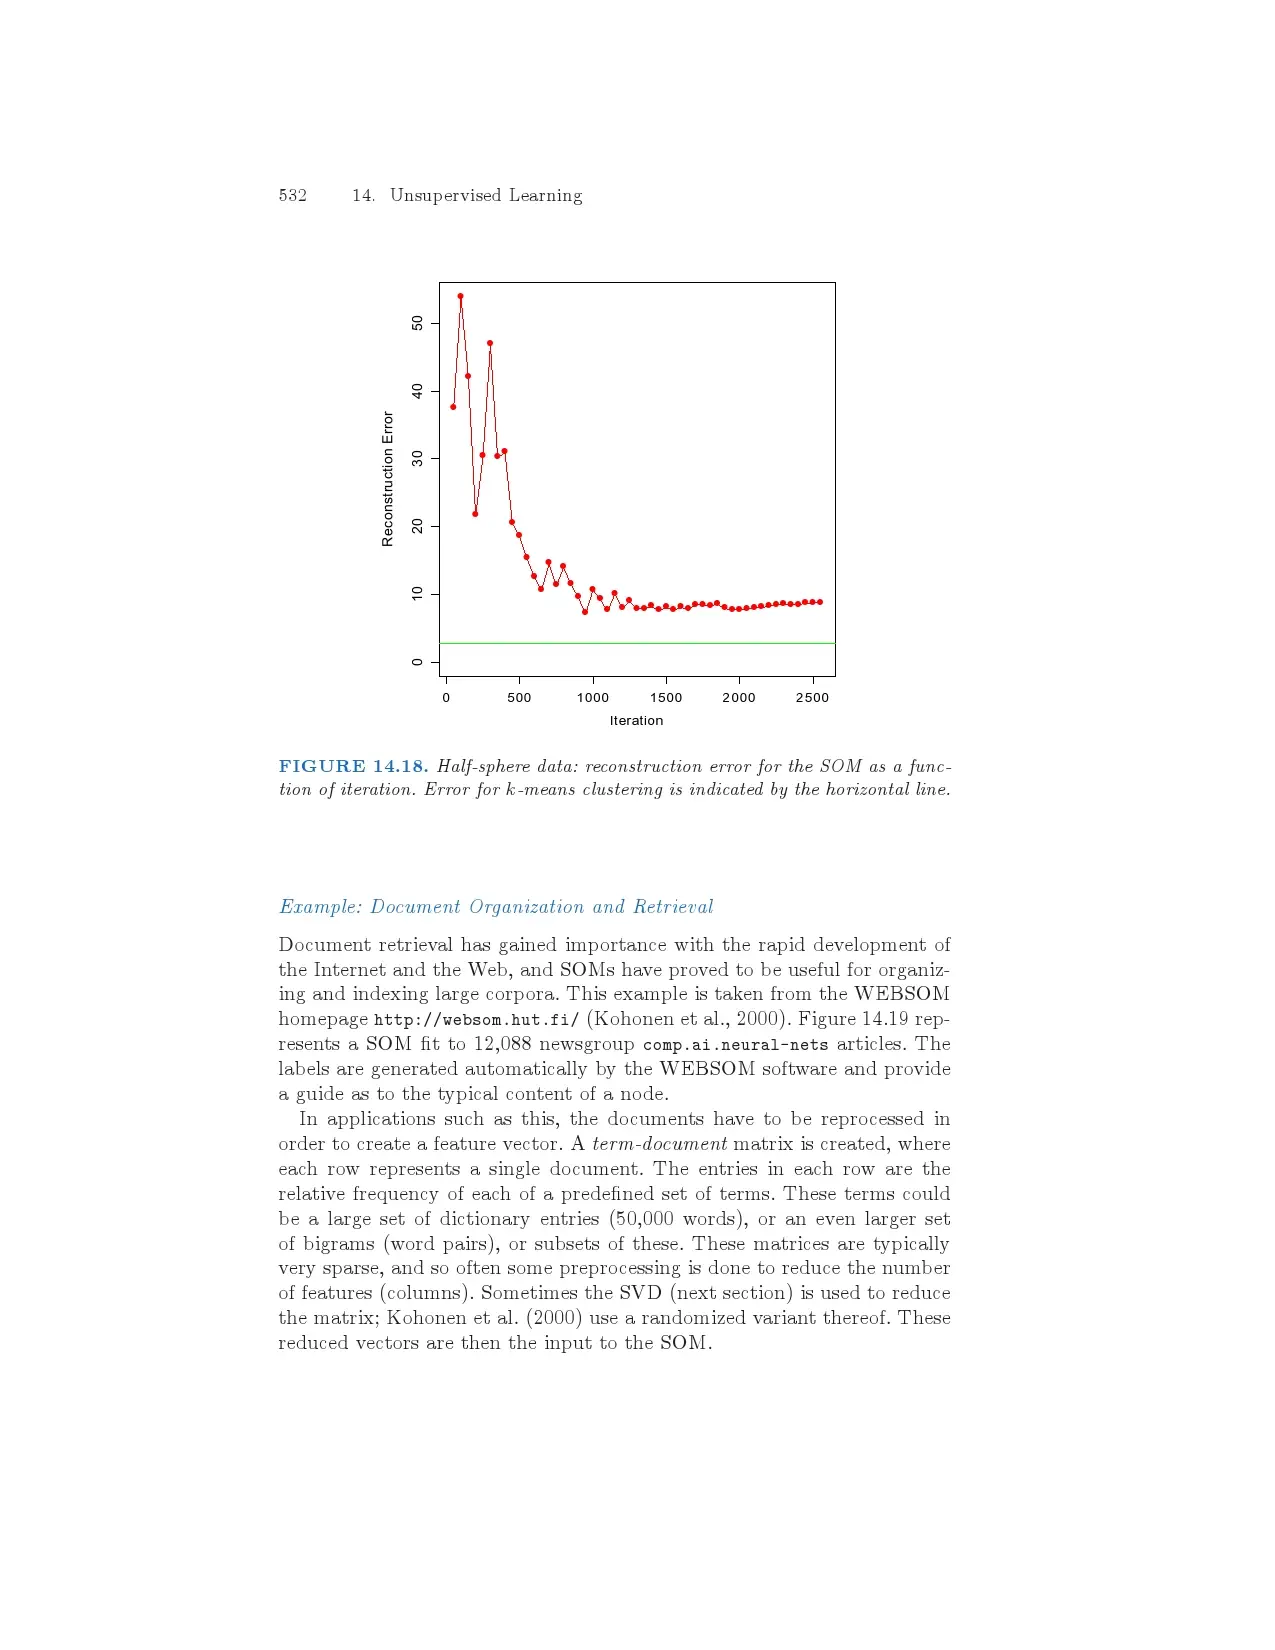 532 14. Unsupervised Learning
50
40
30
20
10
0
Reconstruction Error
0 500 1000 1500 2000 2500
Iteration
FIGURE 14.18. Half-sphere data: reconstruction error for the SOM as a func-
tion of iteration. Error for k-means clustering is indicated by the horizontal line.
Example: Document Organization and Retrieval
Document retrieval has gained importance with the rapid development of
the Internet and the Web, and SOMs have proved to be useful for organiz-
ing and indexing large corpora. This example is taken from the WEBSOM
homepage http://websom.hut.fi/ (Kohonen et al., 2000). Figure 14.19 rep-
resents a SOM fit to 12,088 newsgroup comp.ai.neural-nets articles. The
labels are generated automatically by the WEBSOM software and provide
a guide as to the typical content of a node.
In applications such as this, the documents have to be reprocessed in
order to create a feature vector. A term-document matrix is created, where
each row represents a single document. The entries in each row are the
relative frequency of each of a predefined set of terms. These terms could
be a large set of dictionary entries (50,000 words), or an even larger set
of bigrams (word pairs), or subsets of these. These matrices are typically
very sparse, and so often some preprocessing is done to reduce the number
of features (columns). Sometimes the SVD (next section) is used to reduce
the matrix; Kohonen et al. (2000) use a randomized variant thereof. These
reduced vectors are then the input to the SOM.